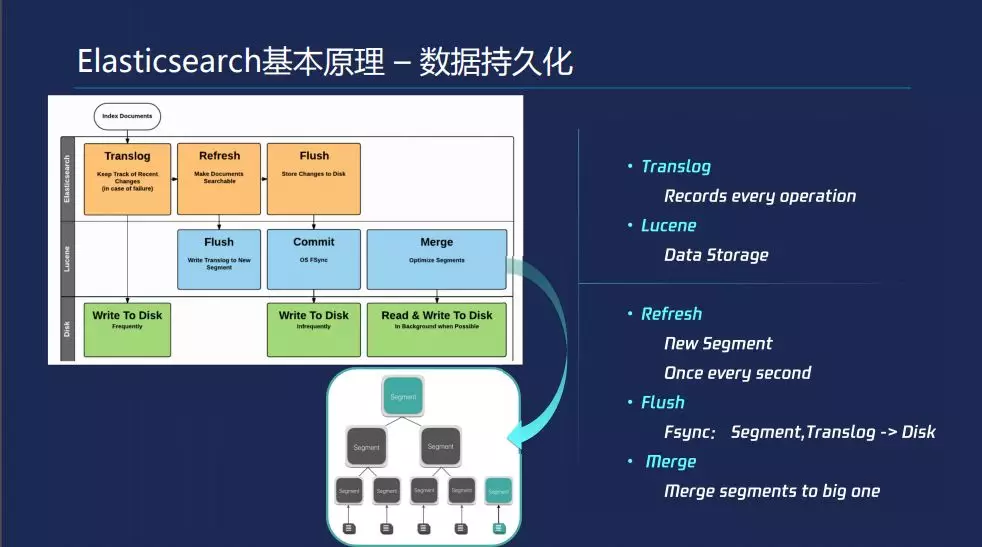 Elasticsearch基本原理 – 数据持久化
Index Documents
Elasticsearch
Translog
Keep Track of Recent
Changes
(in case of failure)
Refresh
Make Documents
Searchable
Flush
Store Changes to Disk
Lucene
Flush
Write Translog to New
Segment
Commit
OS FSync
Merge
Optimize Segments
Disk
Write To Disk
Frequently
Write To Disk
Infrequently
Read & Write To Disk
In Background when Possible
Segment
Segment
Segment
Segment
Segment
Segment
Segment
Segment
• Translog
Records every operation
• Lucene
Data Storage
• Refresh
New Segment
Once every second
• Flush
Fsync: Segment,Translog -> Disk
• Merge
Merge segments to big one